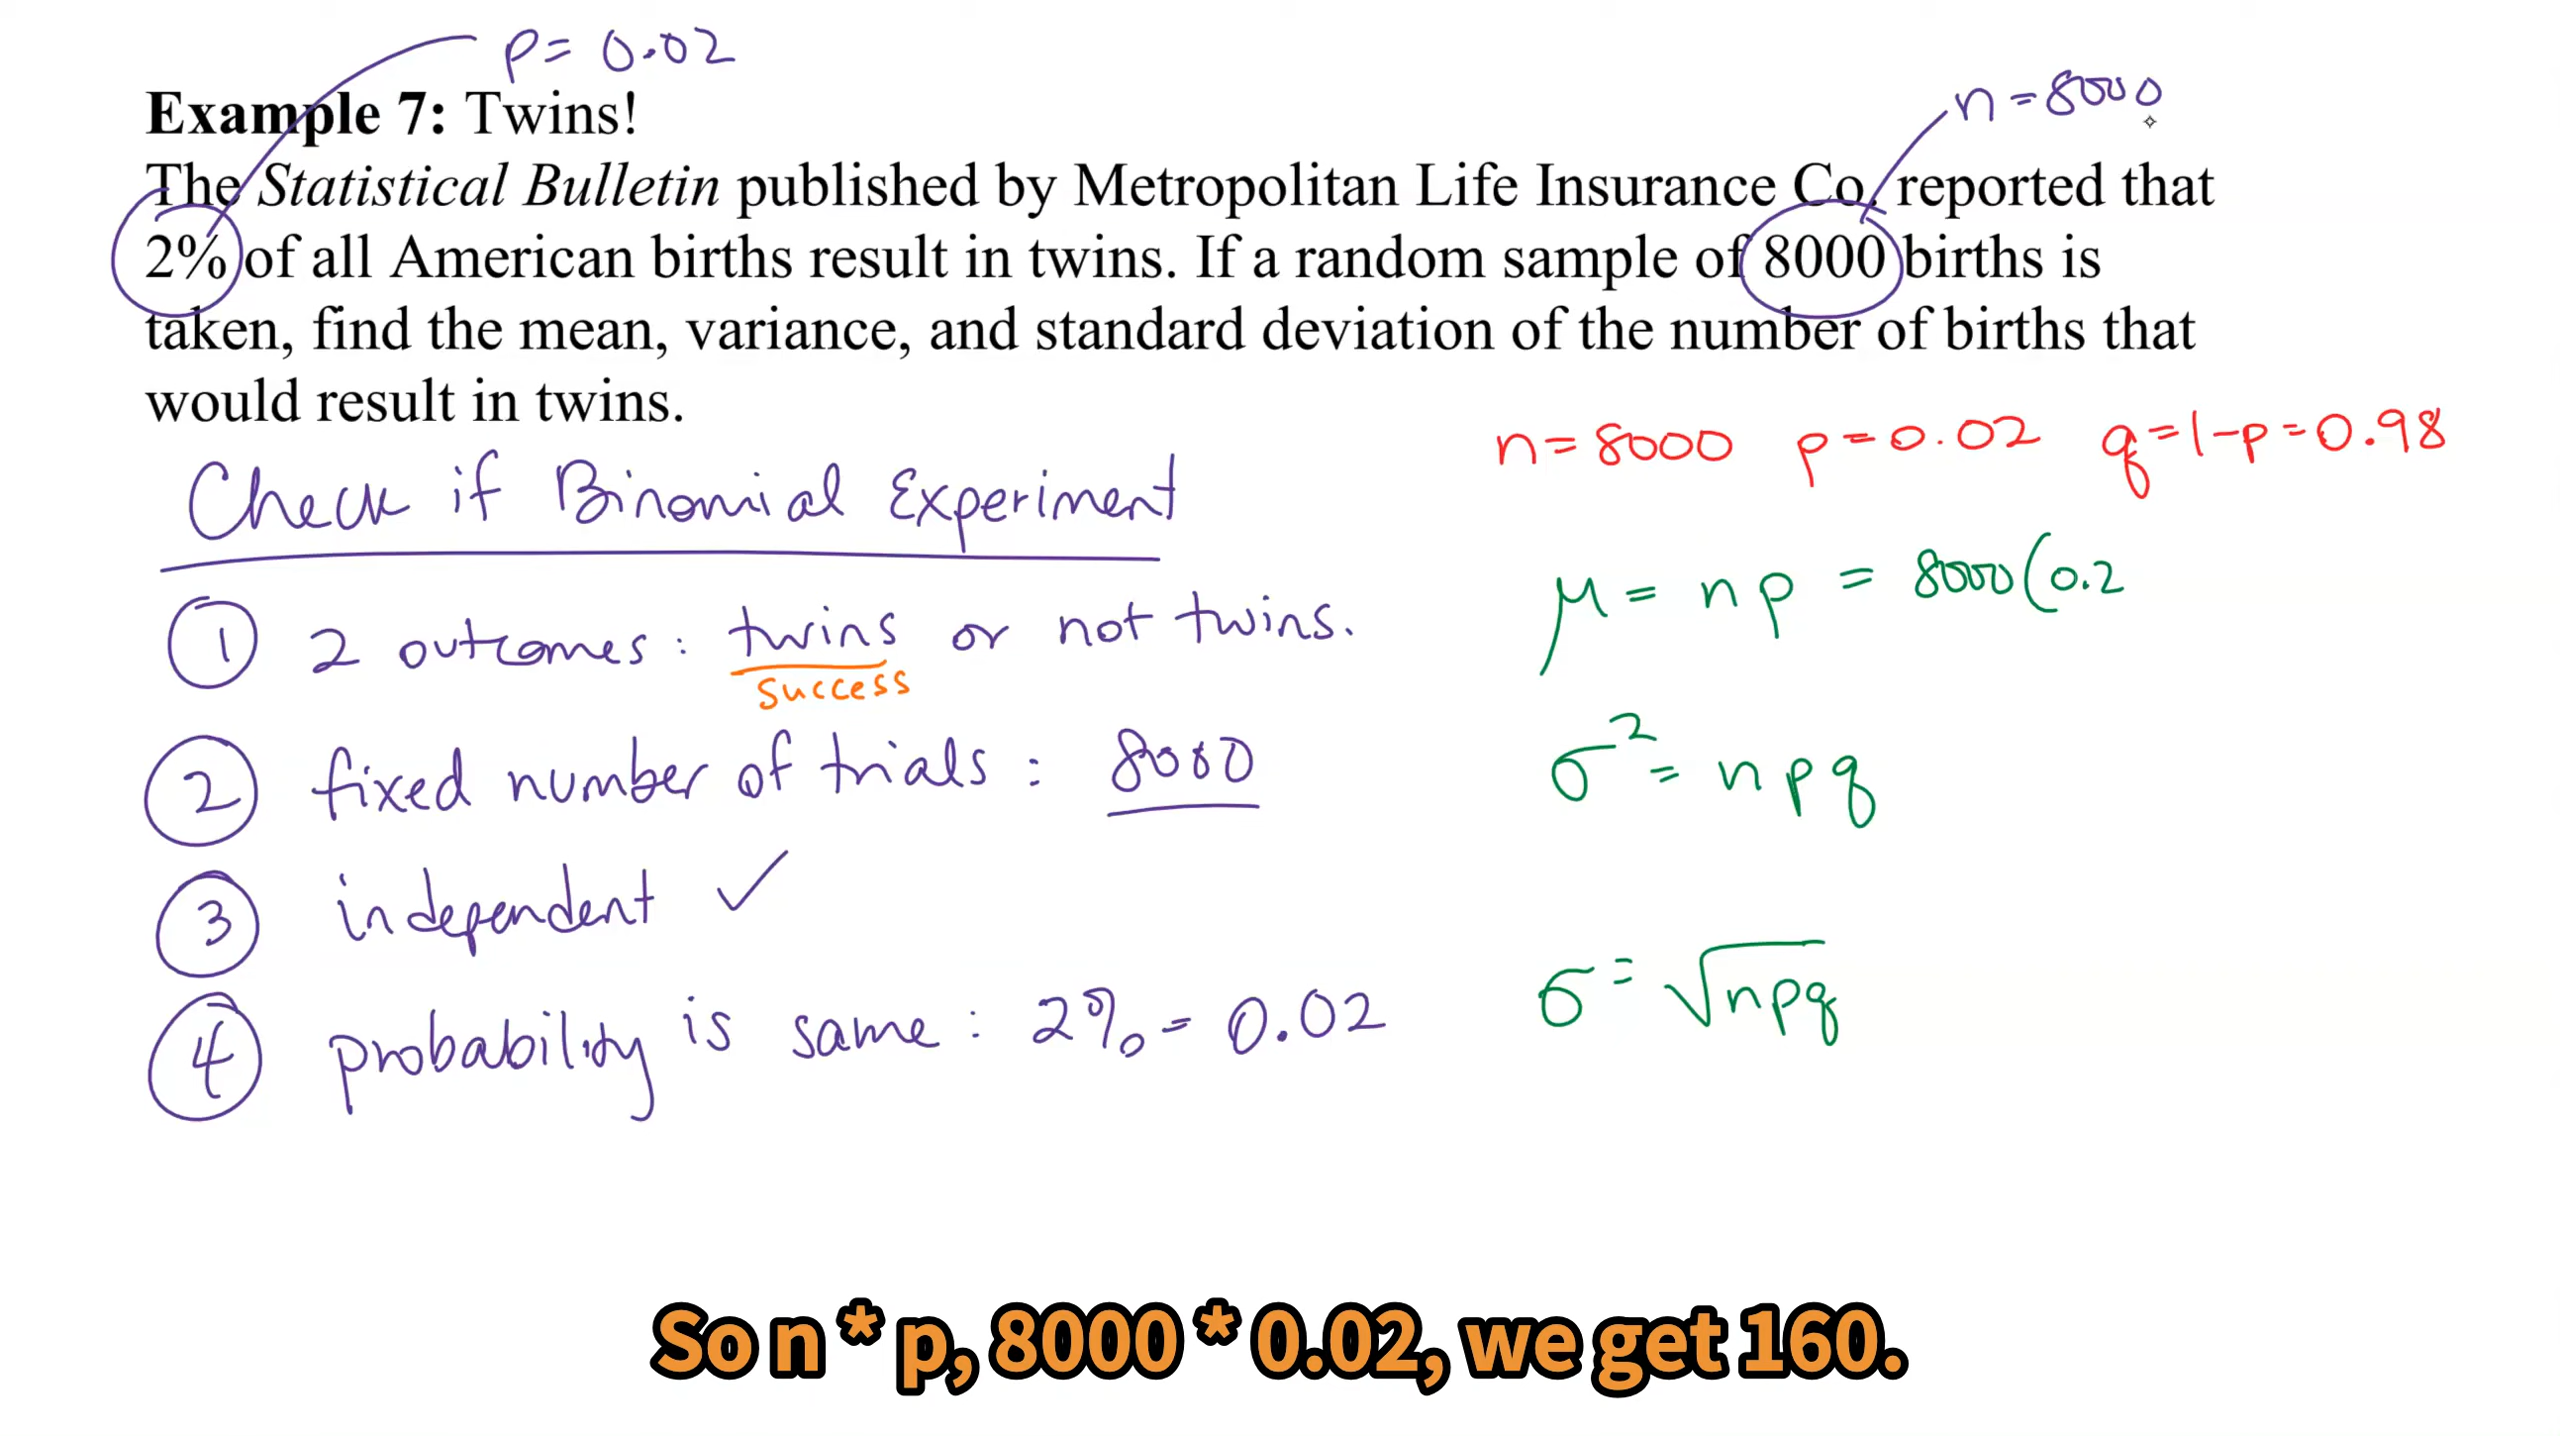 p = 0.02
n = 8000
Example 7: Twins!
The Statistical Bulletin published by Metropolitan Life Insurance Co. reported that
2% of all American births result in twins. If a random sample of 8000 births is
taken, find the mean, variance, and standard deviation of the number of births that
would result in twins.
n = 8000 p = 0.02 q = 1-p = 0.98
Check if Binomial Experiment
① 2 outcomes: twins or not twins.
success
② fixed number of trials: 8000
③ independent ✓
④ probability is same: 2% = 0.02
μ = np = 8000(0.2
σ² = npq
σ = √npq
So n * p, 8000 * 0.02, we get 160.